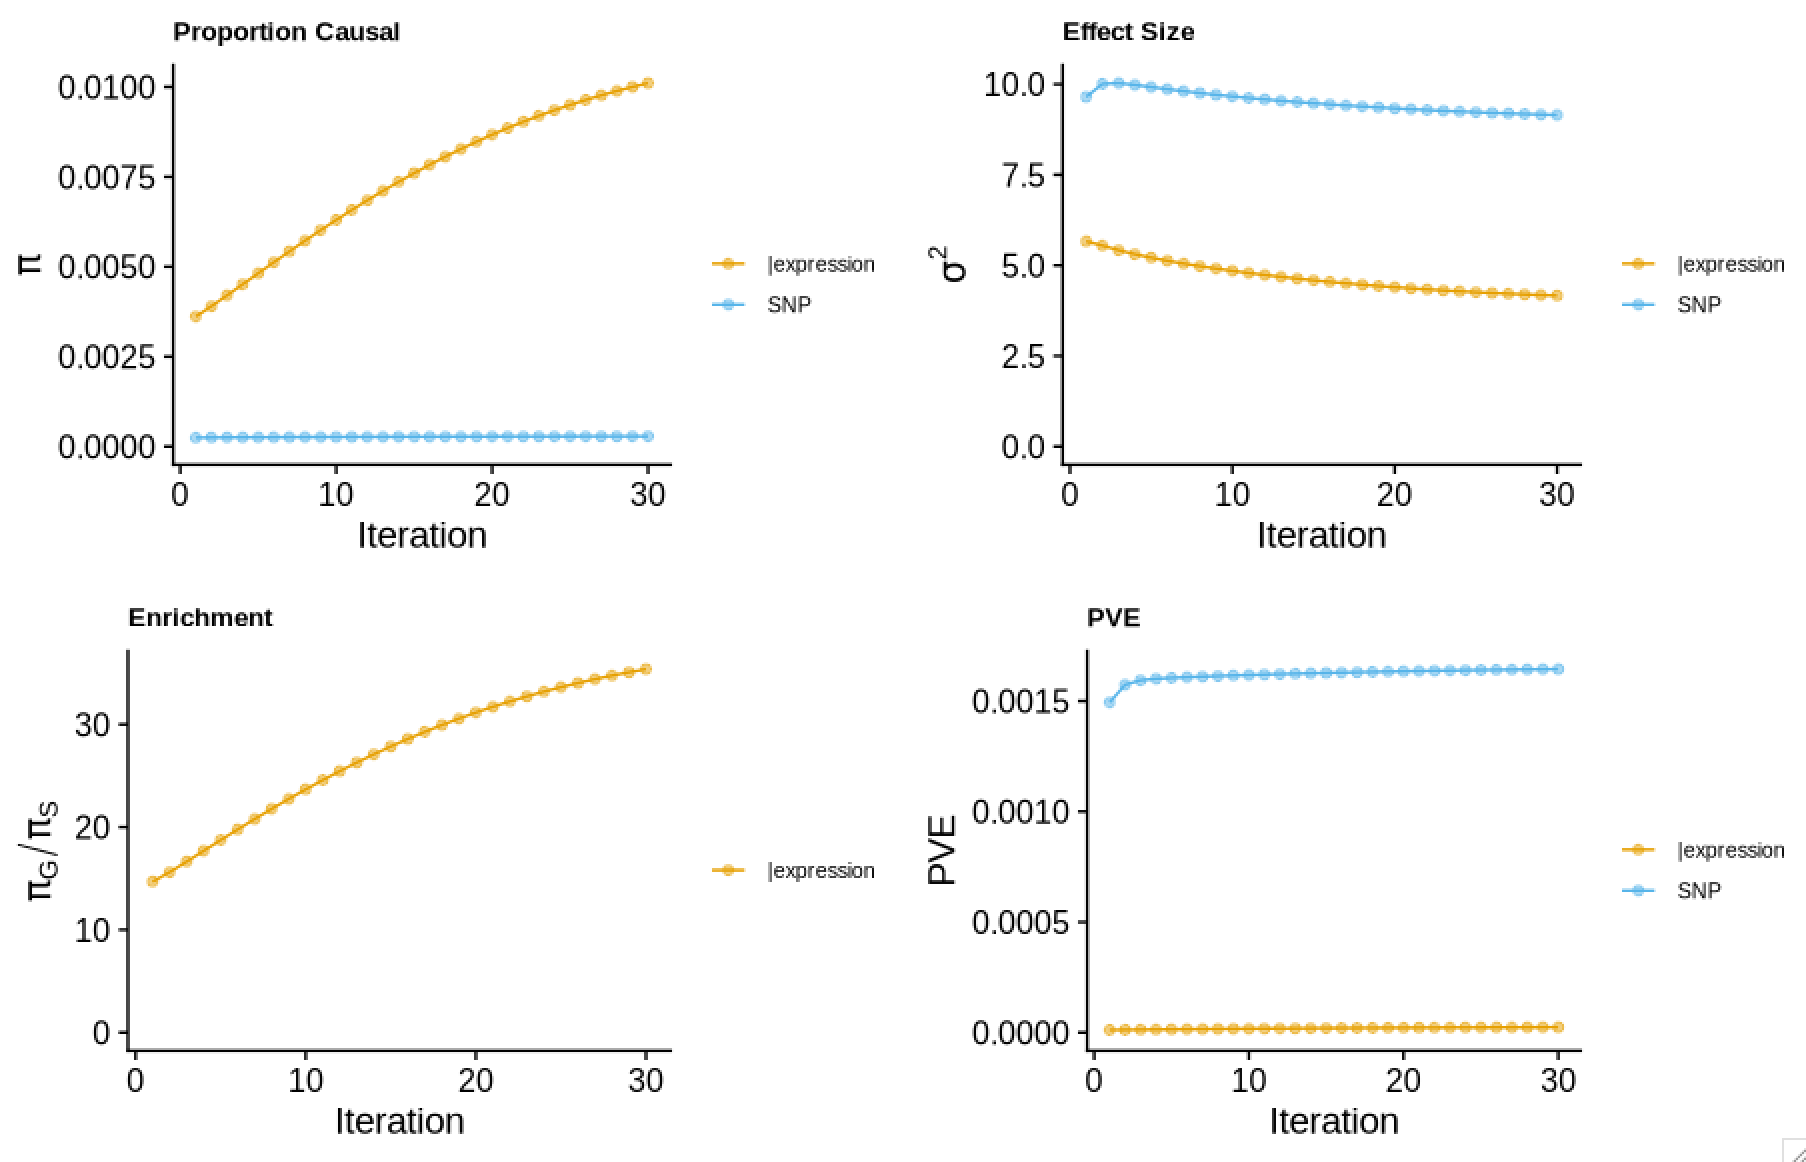 Proportion Causal
0.0100
0.0075
0.0050
0.0025
0.0000
π
0 10 20 30
Iteration
|expression
SNP
Effect Size
10.0
7.5
5.0
2.5
0.0
σ²
0 10 20 30
Iteration
|expression
SNP
Enrichment
30
20
10
0
πG/πS
0 10 20 30
Iteration
|expression
PVE
0.0015
0.0010
0.0005
0.0000
PVE
0 10 20 30
Iteration
|expression
SNP